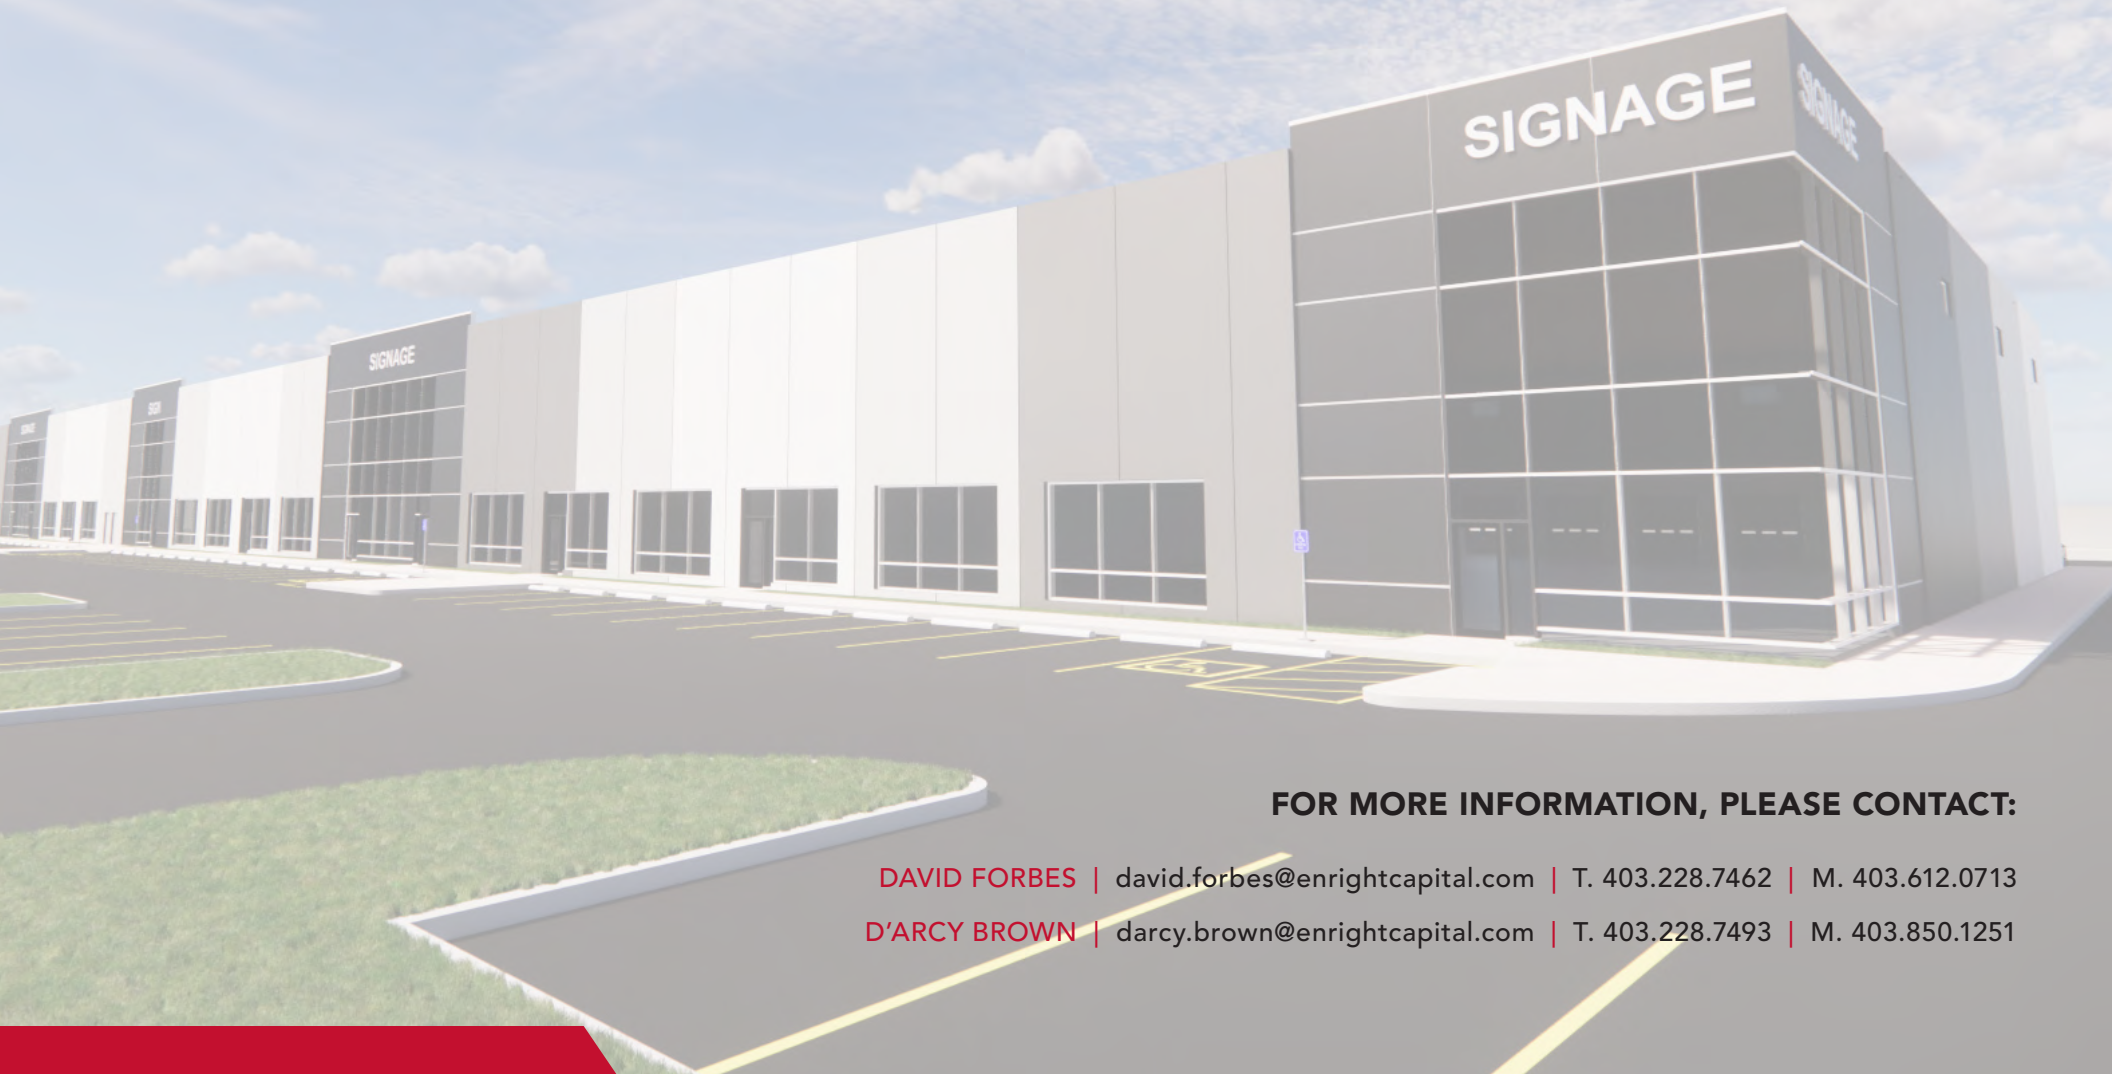 SIGNAGE
SIGNAGE
SIGNAGE
SIGN
FOR MORE INFORMATION, PLEASE CONTACT:
DAVID FORBES | david.forbes@enrightcapital.com | T. 403.228.7462 | M. 403.612.0713
D’ARCY BROWN | darcy.brown@enrightcapital.com | T. 403.228.7493 | M. 403.850.1251